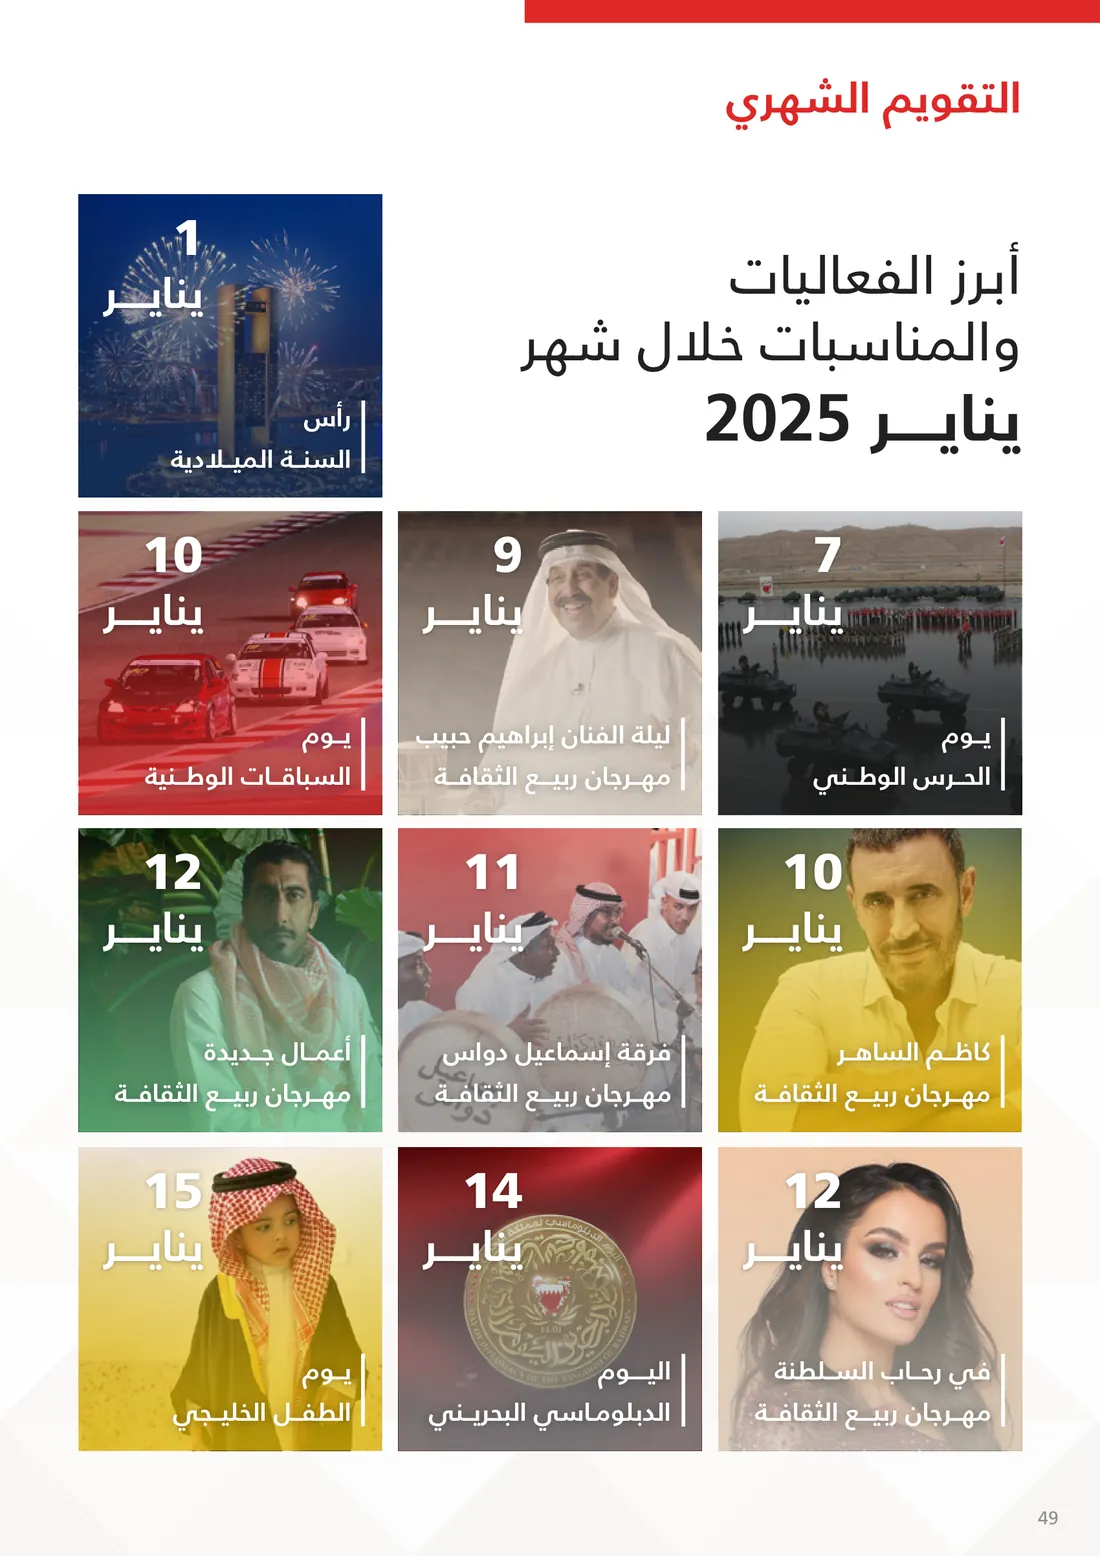 التقويم الشهري
أبرز الفعاليات
والمناسبات خلال شهر
يناير 2025
1
يناير
رأس
السنة الميلادية
7
يناير
يوم
الحرس الوطني
9
يناير
ليلة الفنان إبراهيم حبيب
مهرجان ربيع الثقافة
10
يناير
يوم
السباقات الوطنية
10
يناير
كاظم الساهر
مهرجان ربيع الثقافة
11
يناير
فرقة إسماعيل دواس
مهرجان ربيع الثقافة
إسماعيل
دواس
12
يناير
أعمال جديدة
مهرجان ربيع الثقافة
12
يناير
في رحاب السلطنة
مهرجان ربيع الثقافة
14
يناير
اليوم
الدبلوماسي البحريني
15
يناير
يوم
الطفل الخليجي
49